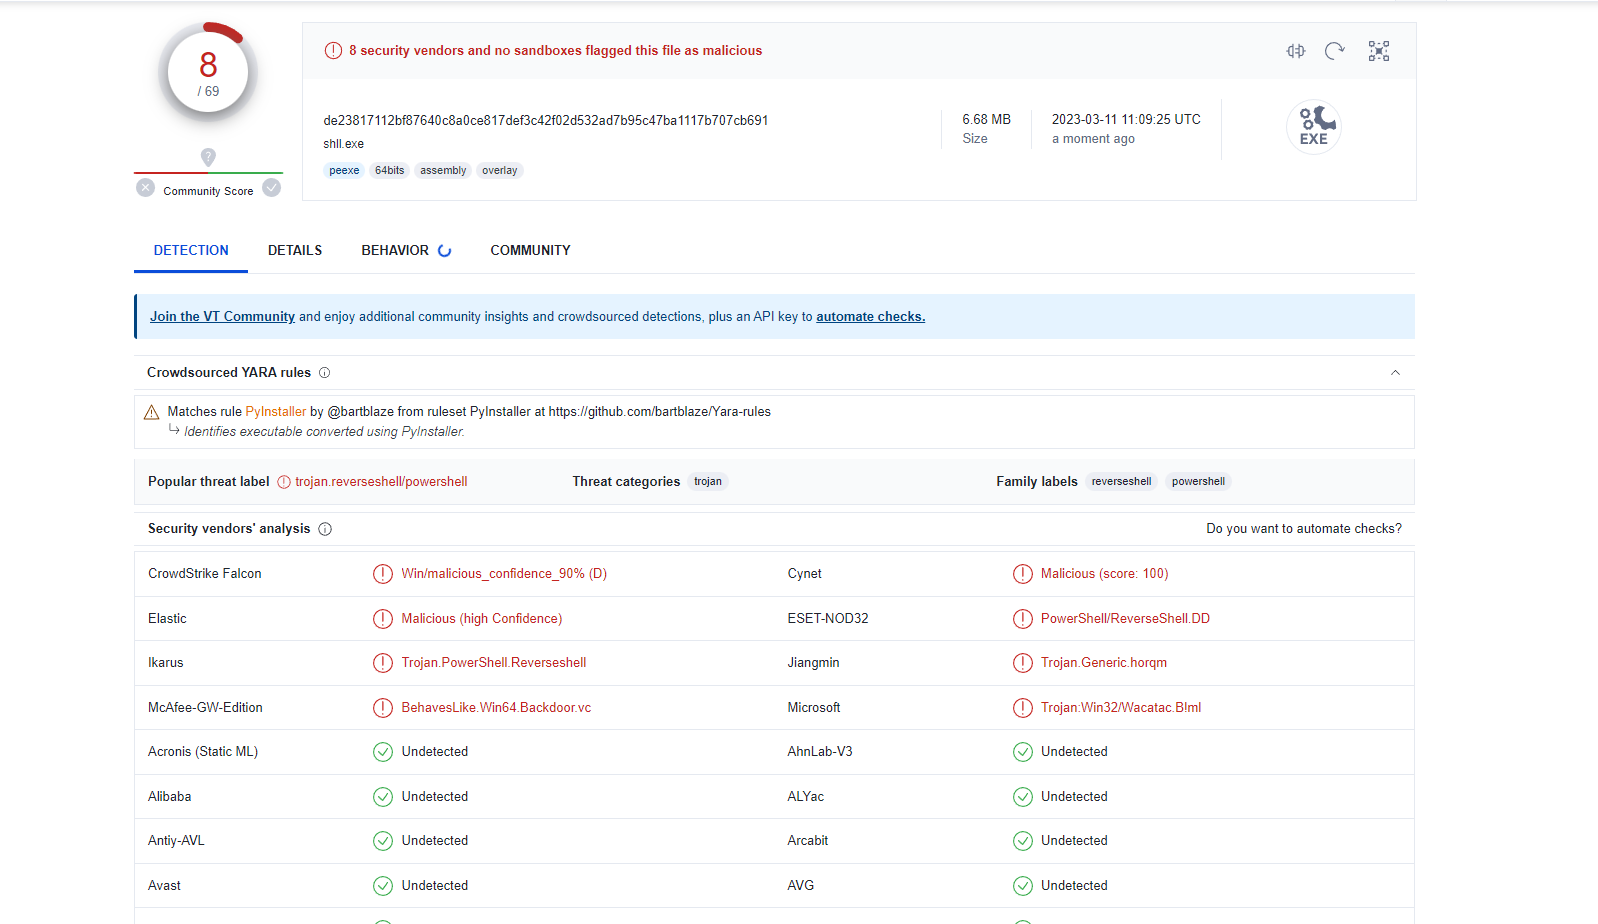 8
/ 69
?
Community Score
8 security vendors and no sandboxes flagged this file as malicious
de23817112bf87640c8a0ce817def3c42f02d532ad7b95c47ba1117b707cb691
shll.exe
peexe 64bits assembly overlay
6.68 MB
Size
2023-03-11 11:09:25 UTC
a moment ago
EXE
DETECTION DETAILS BEHAVIOR COMMUNITY
Join the VT Community and enjoy additional community insights and crowdsourced detections, plus an API key to automate checks.
Crowdsourced YARA rules
Matches rule PyInstaller by @bartblaze from ruleset PyInstaller at https://github.com/bartblaze/Yara-rules
Identifies executable converted using PyInstaller.
Popular threat label trojan.reverseshell/powershell Threat categories trojan Family labels reverseshell powershell
Security vendors' analysis Do you want to automate checks?
CrowdStrike Falcon Win/malicious_confidence_90% (D) Cynet Malicious (score: 100)
Elastic Malicious (high Confidence) ESET-NOD32 PowerShell/ReverseShell.DD
Ikarus Trojan.PowerShell.Reverseshell Jiangmin Trojan.Generic.horqm
McAfee-GW-Edition BehavesLike.Win64.Backdoor.vc Microsoft Trojan:Win32/Wacatac.B!ml
Acronis (Static ML) Undetected AhnLab-V3 Undetected
Alibaba Undetected ALYac Undetected
Antiy-AVL Undetected Arcabit Undetected
Avast Undetected AVG Undetected